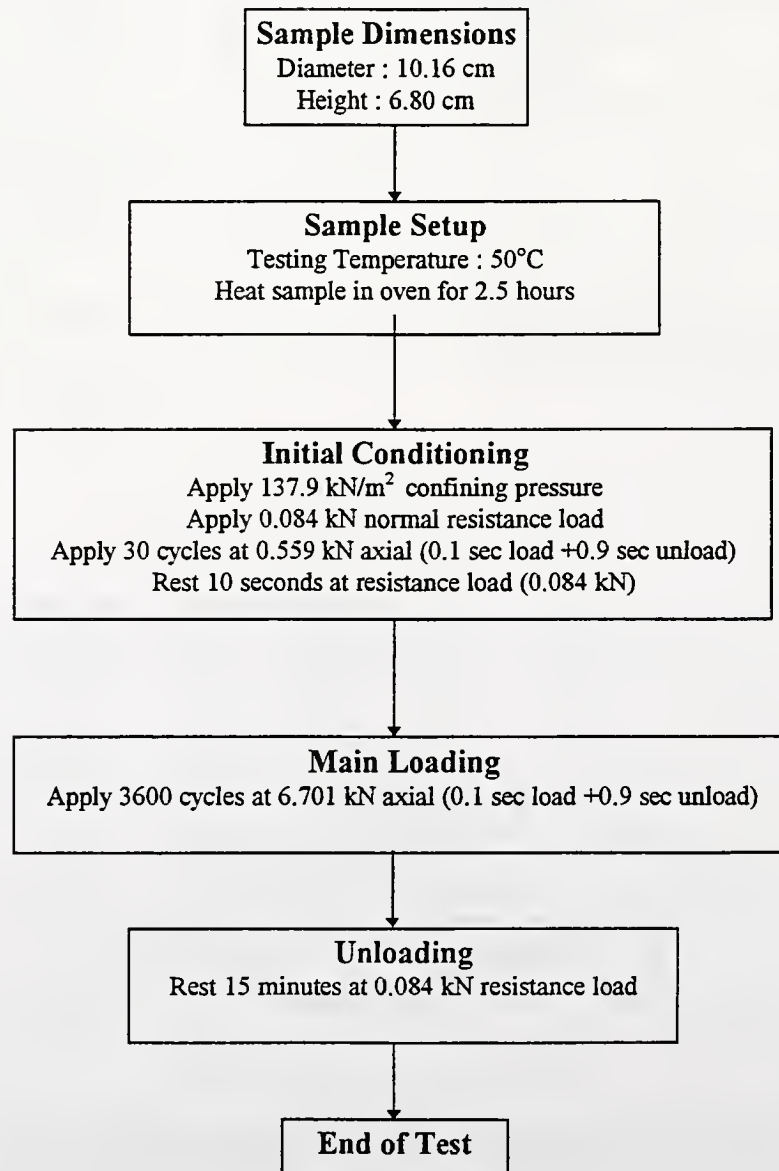 Sample Dimensions
Diameter : 10.16 cm
Height : 6.80 cm
Sample Setup
Testing Temperature : 50°C
Heat sample in oven for 2.5 hours
Initial Conditioning
Apply 137.9 kN/m² confining pressure
Apply 0.084 kN normal resistance load
Apply 30 cycles at 0.559 kN axial (0.1 sec load +0.9 sec unload)
Rest 10 seconds at resistance load (0.084 kN)
Main Loading
Apply 3600 cycles at 6.701 kN axial (0.1 sec load +0.9 sec unload)
Unloading
Rest 15 minutes at 0.084 kN resistance load
End of Test